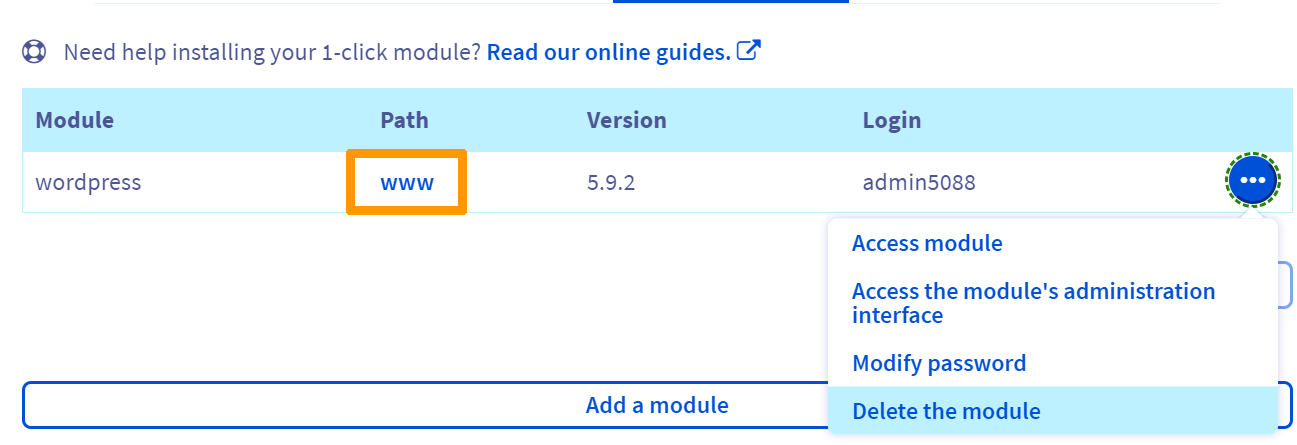 Need help installing your 1-click module? Read our online guides.
Module Path Version Login
wordpress www 5.9.2 admin5088
Access module
Access the module's administration
interface
Modify password
Delete the module
Add a module